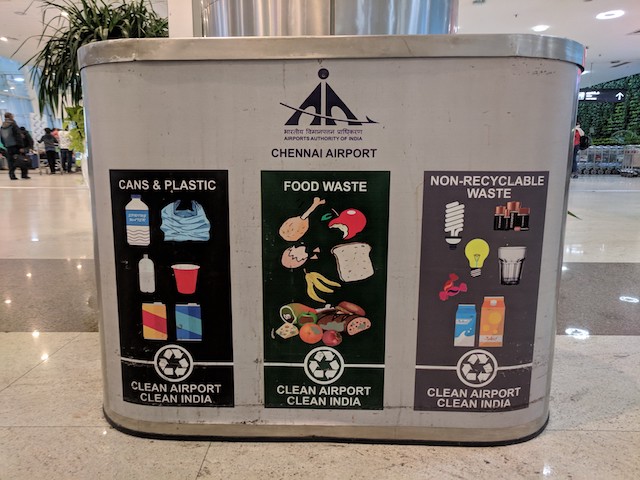 भारतीय विमानपत्तन प्राधिकरण
AIRPORTS AUTHORITY OF INDIA
CHENNAI AIRPORT
CANS & PLASTIC
CLEAN AIRPORT
CLEAN INDIA
FOOD WASTE
CLEAN AIRPORT
CLEAN INDIA
NON-RECYCLABLE
WASTE
CLEAN AIRPORT
CLEAN INDIA